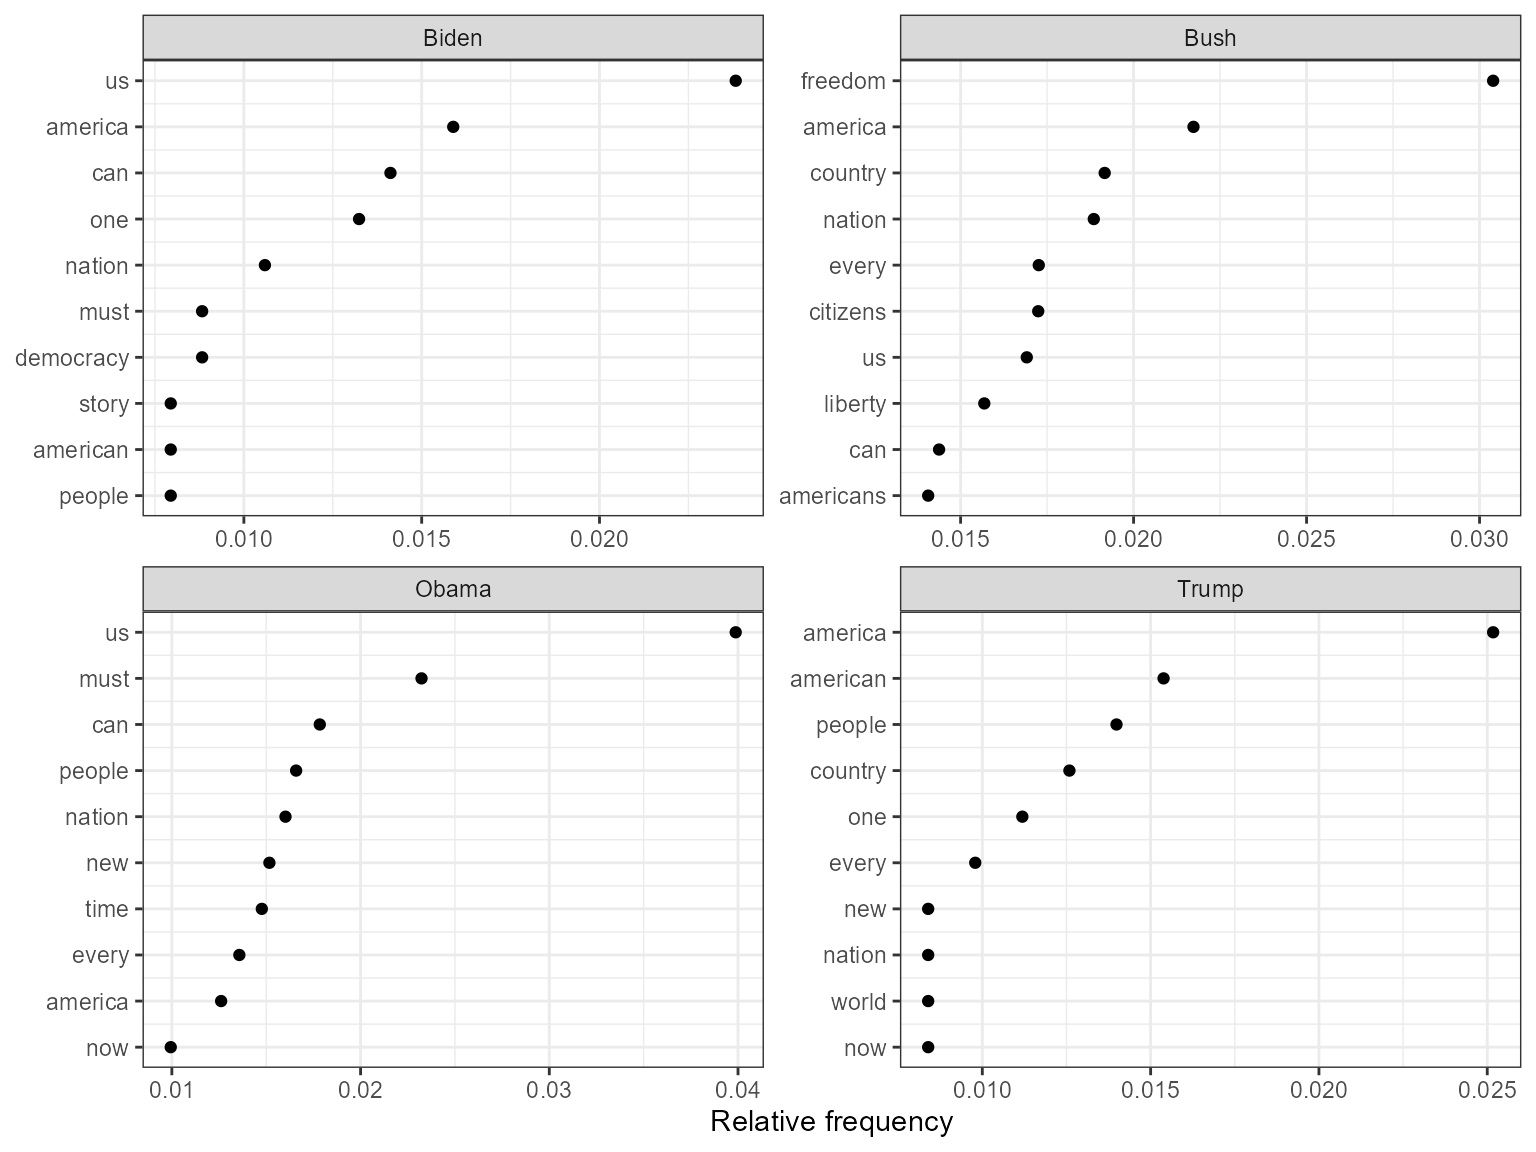 Biden
us
america
can
one
nation
must
democracy
story
american
people
0.010 0.015 0.020
Bush
freedom
america
country
nation
every
citizens
us
liberty
can
americans
0.015 0.020 0.025 0.030
Obama
us
must
can
people
nation
new
time
every
america
now
0.01 0.02 0.03 0.04
Trump
america
american
people
country
one
every
new
nation
world
now
0.010 0.015 0.020 0.025
Relative frequency